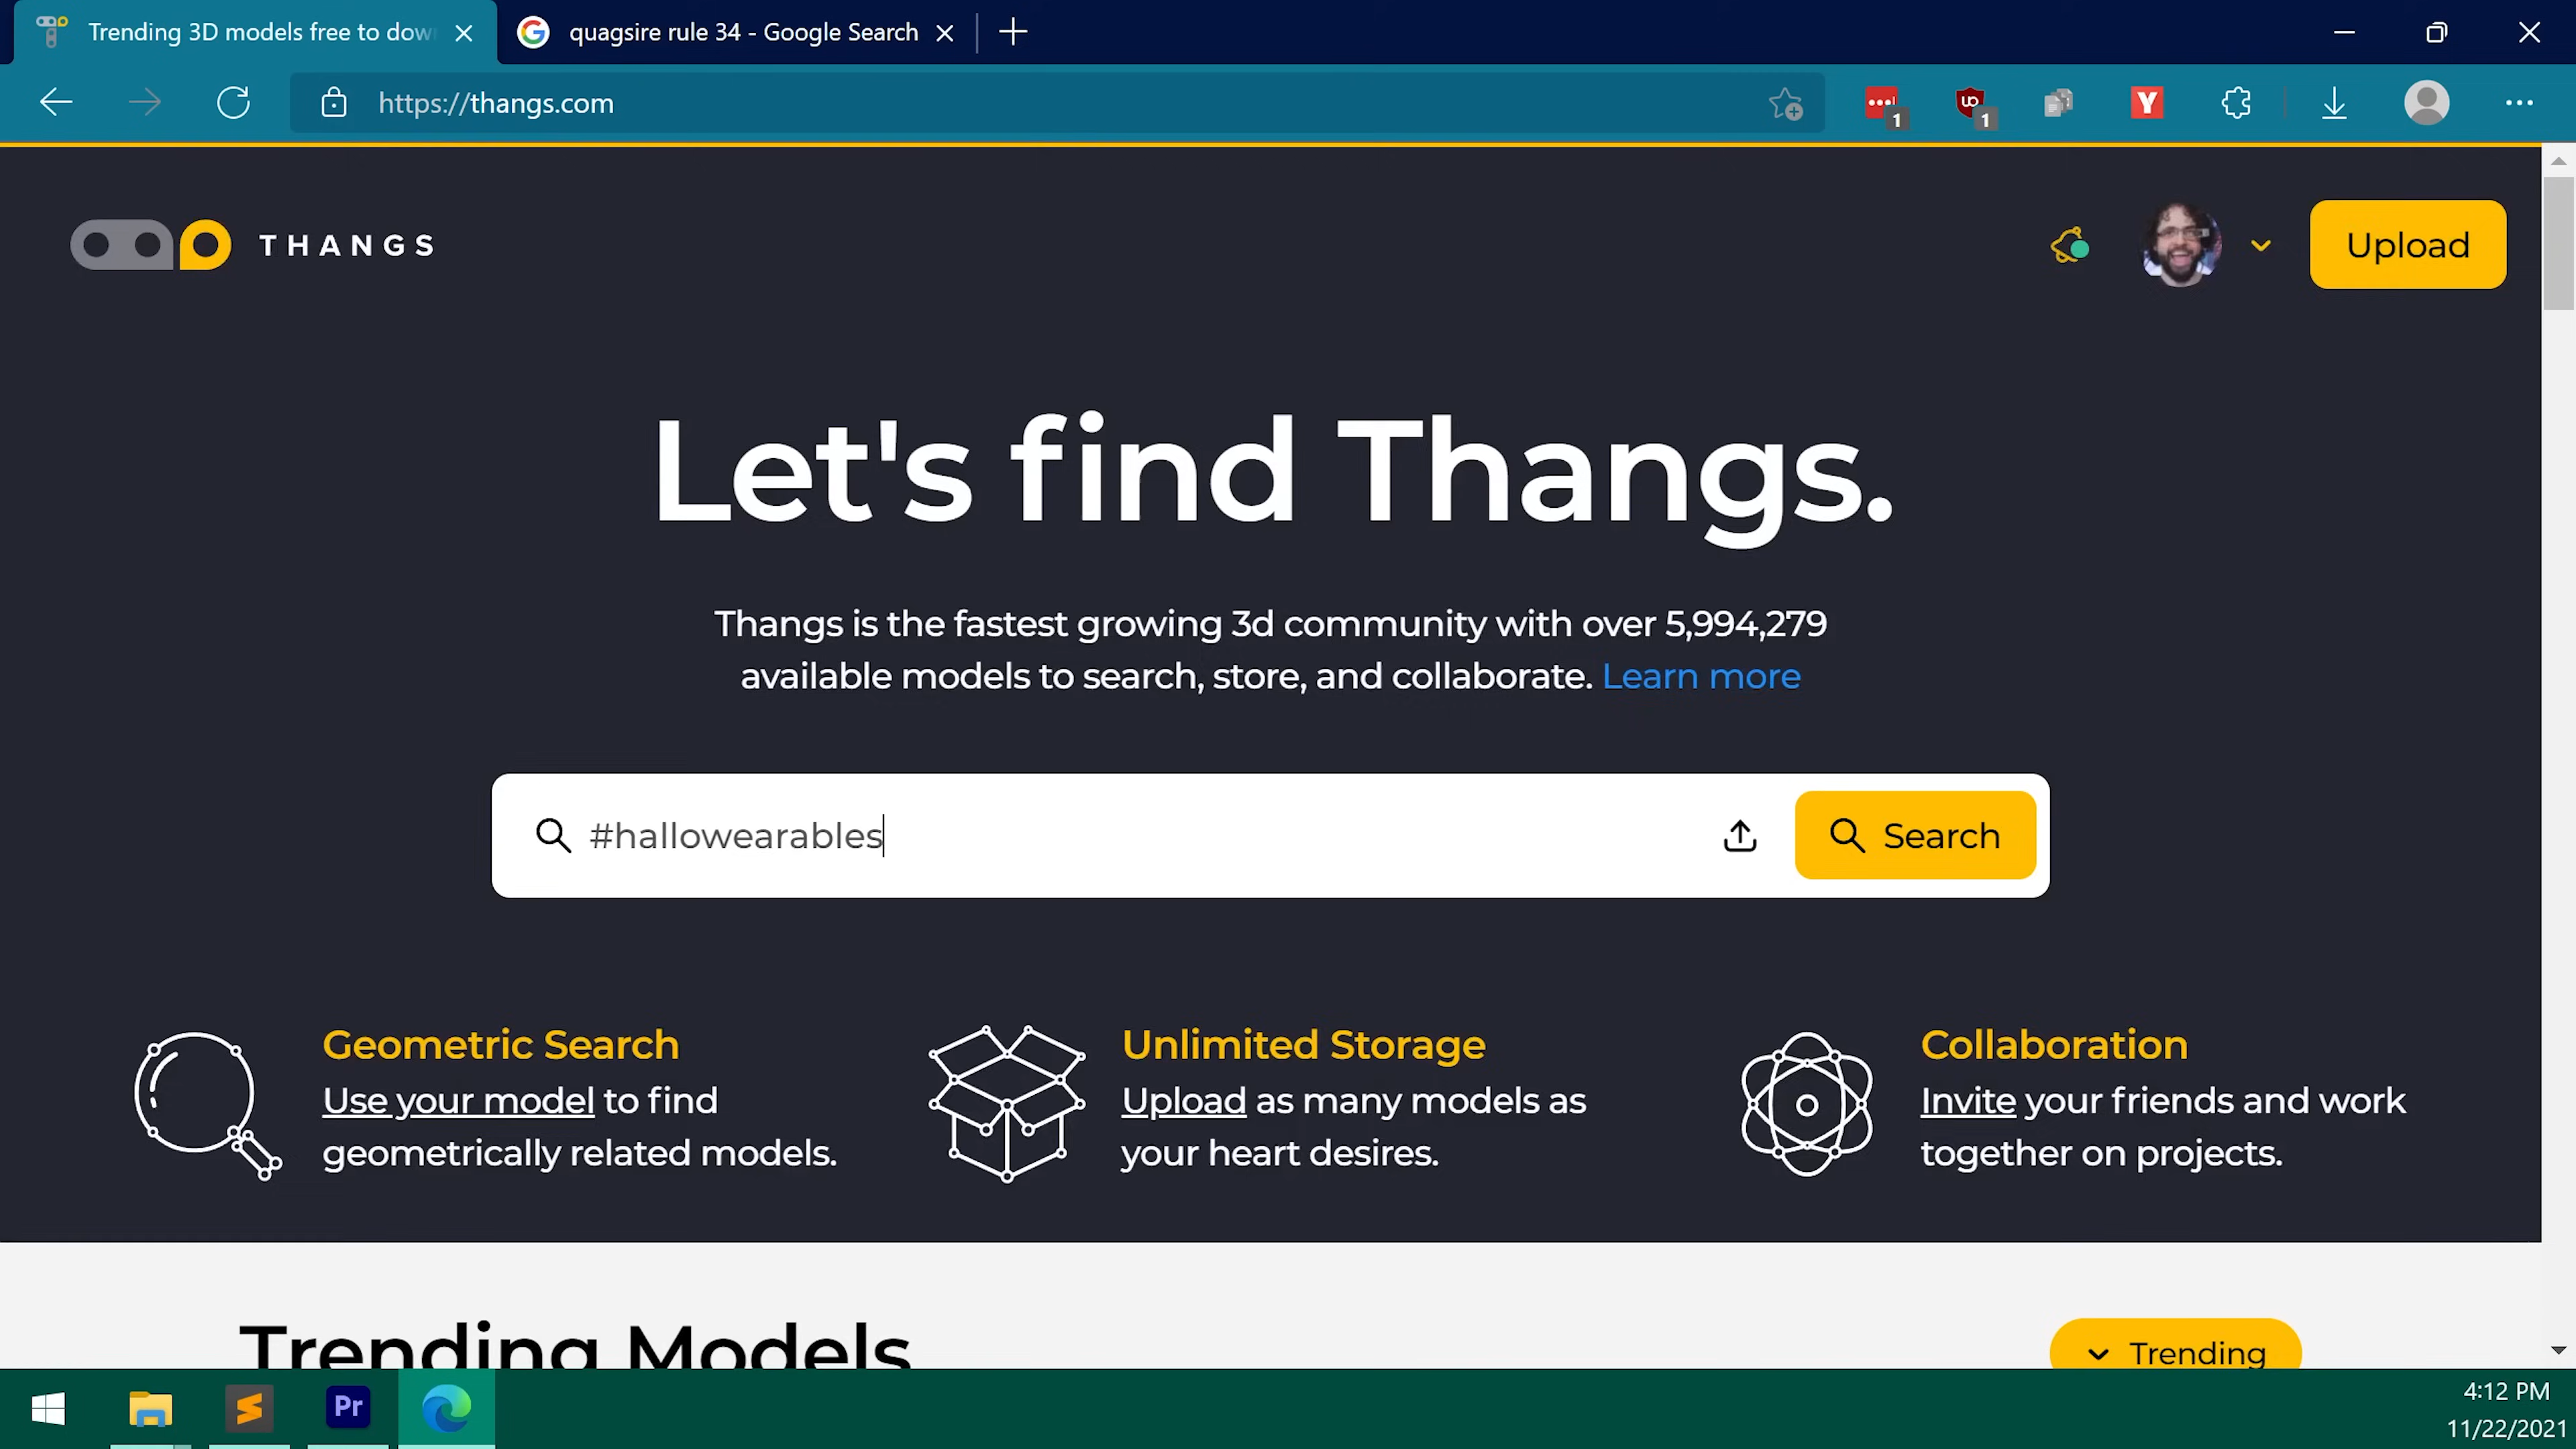 Trending 3D models free to dow
quagsire rule 34 - Google Search
https://thangs.com
1
1
THANGS
Upload
Let's find Thangs.
Thangs is the fastest growing 3d community with over 5,994,279
available models to search, store, and collaborate. Learn more
#hallowearables
Search
Geometric Search
Use your model to find
geometrically related models.
Unlimited Storage
Upload as many models as
your heart desires.
Collaboration
Invite your friends and work
together on projects.
Trending Models
Trending
Pr
4:12 PM
11/22/2021